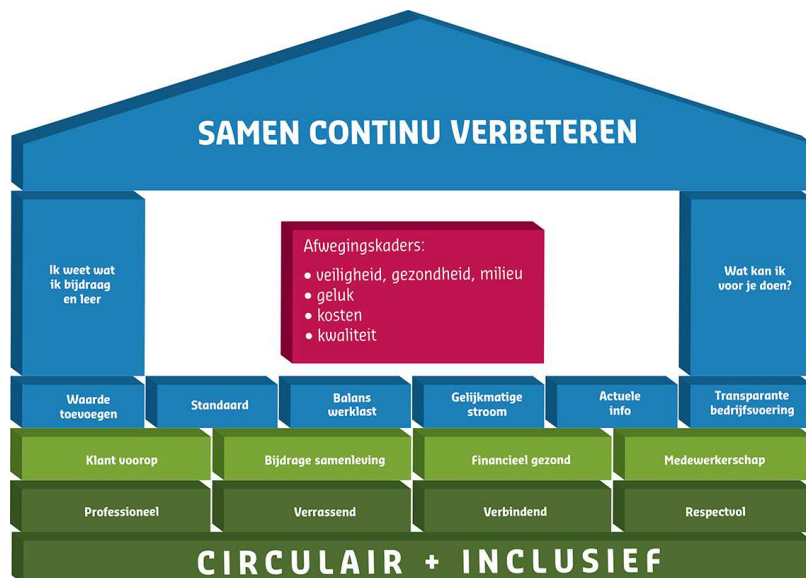 SAMEN CONTINU VERBETEREN
Ik weet wat
ik bijdraag
en leer
Afwegingskaders:
• veiligheid, gezondheid, milieu
• geluk
• kosten
• kwaliteit
Wat kan ik
voor je doen?
Waarde
toevoegen
Standaard
Balans
werklast
Gelijkmatige
stroom
Actuele
info
Transparante
bedrijfsvoering
Klant voorop
Bijdrage samenleving
Financieel gezond
Medewerkerschap
Professioneel
Verrassend
Verbindend
Respectvol
CIRCULAIR + INCLUSIEF